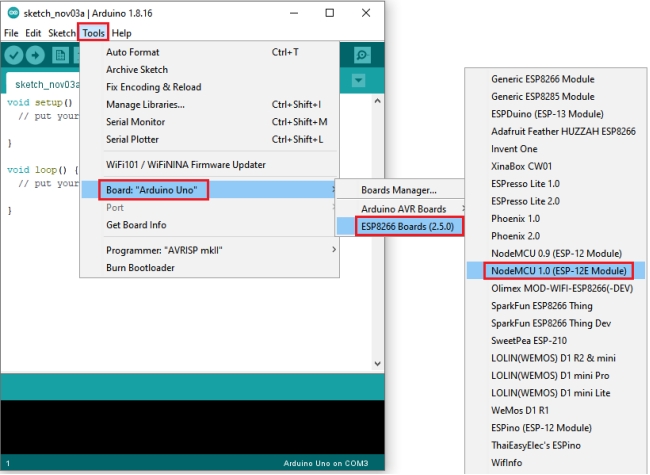 sketch_nov03a | Arduino 1.8.16
File Edit Sketch Tools Help
sketch_nov03a
void setup()
// put your
}
void loop() {
// put your
}
Auto Format Ctrl+T
Archive Sketch
Fix Encoding & Reload
Manage Libraries... Ctrl+Shift+I
Serial Monitor Ctrl+Shift+M
Serial Plotter Ctrl+Shift+L
WiFi101 / WiFiNINA Firmware Updater
Board: "Arduino Uno"
Port
Get Board Info
Programmer: "AVRISP mkII"
Burn Bootloader
Boards Manager...
Arduino AVR Boards
ESP8266 Boards (2.5.0)
Generic ESP8266 Module
Generic ESP8285 Module
ESPDuino (ESP-13 Module)
Adafruit Feather HUZZAH ESP8266
Invent One
XinaBox CW01
ESPresso Lite 1.0
ESPresso Lite 2.0
Phoenix 1.0
Phoenix 2.0
NodeMCU 0.9 (ESP-12 Module)
NodeMCU 1.0 (ESP-12E Module)
Olimex MOD-WIFI-ESP8266(-DEV)
SparkFun ESP8266 Thing
SparkFun ESP8266 Thing Dev
SweetPea ESP-210
LOLIN(WEMOS) D1 R2 & mini
LOLIN(WEMOS) D1 mini Pro
LOLIN(WEMOS) D1 mini Lite
WeMos D1 R1
ESPino (ESP-12 Module)
ThaiEasyElec's ESPino
WifInfo
1 Arduino Uno on COM3